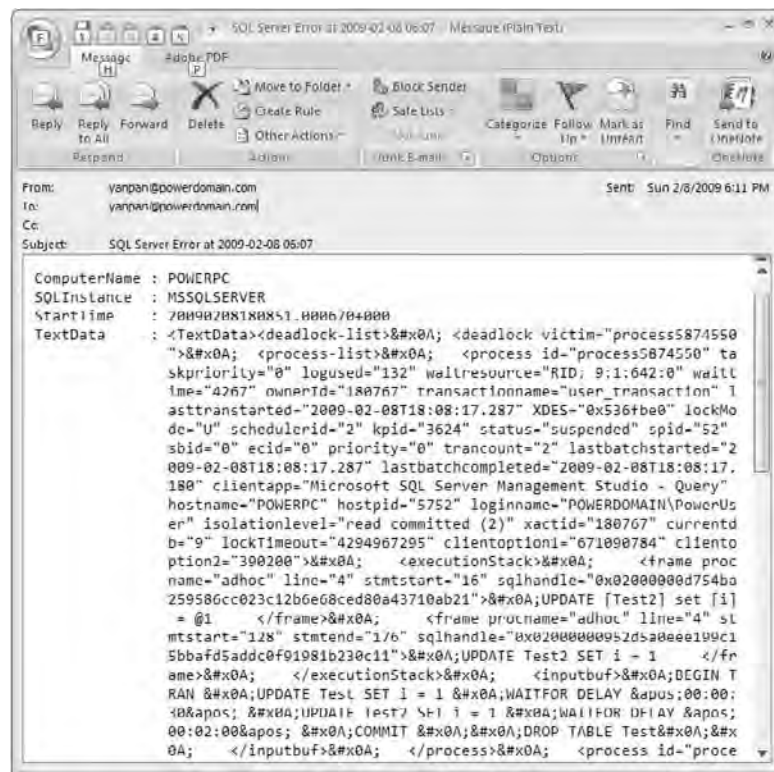 SQL Server Error at 2009-02-08 06:07 - Message (Plain Text)
Message Adobe PDF
H P
Reply Reply to All Forward
Delete
Move to Folder
Create Rule
Other Actions
Block Sender
Safe Lists
Categorize Follow Up Mark as Unread
Find
Send to OneNote
Respond Actions Junk E-mail Options OneNote
From: yanpan@powerdomain.com Sent: Sun 2/8/2009 6:11 PM
To: yanpan@powerdomain.com
Cc:
Subject: SQL Server Error at 2009-02-08 06:07
ComputerName : POWERPC
SQLInstance : MSSQLSERVER
StartTime : 20090208180851.000670+000
TextData : <TextData><deadlock-list>&#x0A; <deadlock victim="process5874550
">&#x0A; <process-list>&#x0A; <process id="process5874550" ta
skpriority="0" logused="132" waitresource="RID: 9:1:642:0" waitt
ime="4267" ownerId="180767" transactionname="user_transaction" l
asttranstarted="2009-02-08T18:08:17.287" XDES="0x536fbe0" lockMo
de="U" schedulerid="2" kpid="3624" status="suspended" spid="52"
sbid="0" ecid="0" priority="0" trancount="2" lastbatchstarted="2
009-02-08T18:08:17.287" lastbatchcompleted="2009-02-08T18:08:17.
180" clientapp="Microsoft SQL Server Management Studio - Query"
hostname="POWERPC" hostpid="5752" loginname="POWERDOMAIN\PowerUs
er" isolationlevel="read committed (2)" xactid="180767" currentd
b="9" lockTimeout="4294967295" clientoption1="671090784" cliento
ption2="390200">&#x0A; <executionStack>&#x0A; <frame proc
name="adhoc" line="4" stmtstart="16" sqlhandle="0x02000000d754ba
259586cc023c12b6e68ced80a43710ab21">&#x0A;UPDATE [Test2] set [i]
= @1 </frame>&#x0A; <frame procname="adhoc" line="4" st
mtstart="128" stmtend="176" sqlhandle="0x02000000952d5a0eee199c1
5bbafd5addc0f91981b230c11">&#x0A;UPDATE Test2 SET i = 1 </fr
ame>&#x0A; </executionStack>&#x0A; <inputbuf>&#x0A;BEGIN T
RAN &#x0A;UPDATE Test SET i = 1 &#x0A;WAITFOR DELAY &apos;00:00:
30&apos; &#x0A;UPDATE Test2 SET i = 1 &#x0A;WAITFOR DELAY &apos;
00:02:00&apos; &#x0A;COMMIT &#x0A;&#x0A;DROP TABLE Test&#x0A;&#x
0A; </inputbuf>&#x0A; </process>&#x0A; <process id="proce